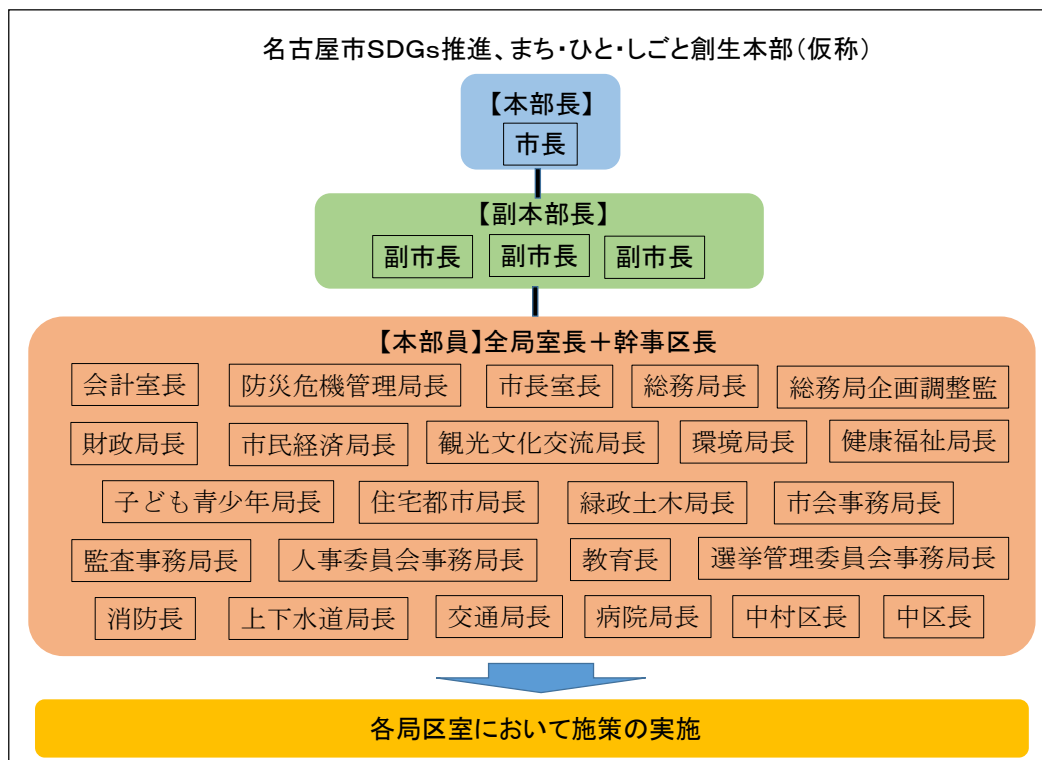 名古屋市SDGs推進、まち・ひと・しごと創生本部(仮称)
【本部長】
市長
【副本部長】
副市長 副市長 副市長
【本部員】全局室長+幹事区長
会計室長 防災危機管理局長 市長室長 総務局長 総務局企画調整監
財政局長 市民経済局長 観光文化交流局長 環境局長 健康福祉局長
子ども青少年局長 住宅都市局長 緑政土木局長 市会事務局長
監査事務局長 人事委員会事務局長 教育長 選挙管理委員会事務局長
消防長 上下水道局長 交通局長 病院局長 中村区長 中区長
各局区室において施策の実施